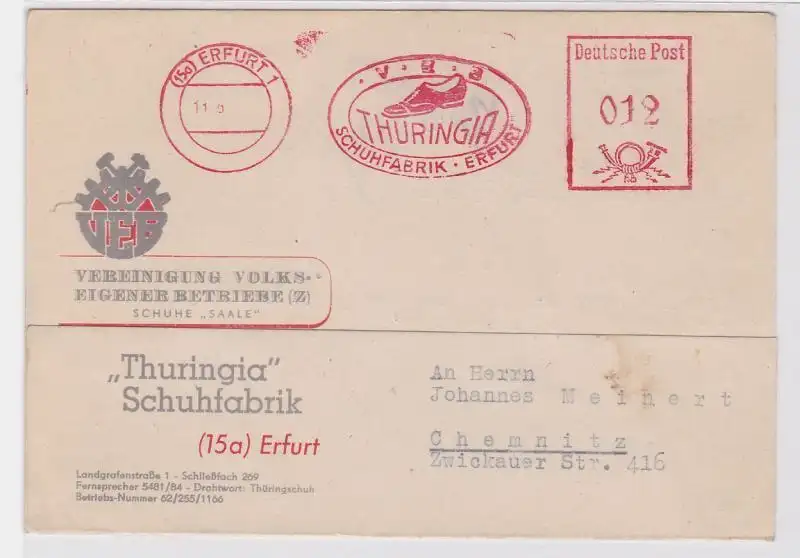 (15a) ERFURT 1
11.
V · E · B
THÜRINGIA
SCHUHFABRIK · ERFURT
Deutsche Post
012
VEB
VEREINIGUNG VOLKS-
EIGENER BETRIEBE (Z)
SCHUHE „SAALE"
„Thuringia"
Schuhfabrik
(15a) Erfurt
Landgrafenstraße 1 - Schließfach 269
Fernsprecher 5481/84 - Drahtwort: Thüringschuh
Betriebs-Nummer 62/255/1166
An Herrn
Johannes Meinert
Chemnitz
Zwickauer Str. 416